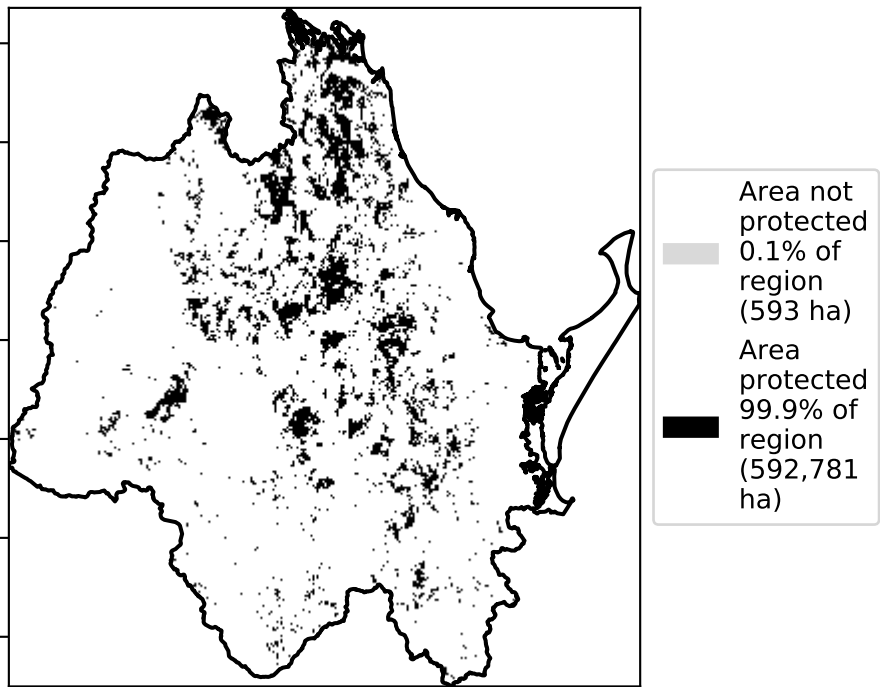 Area not
protected
0.1% of
region
(593 ha)
Area
protected
99.9% of
region
(592,781
ha)